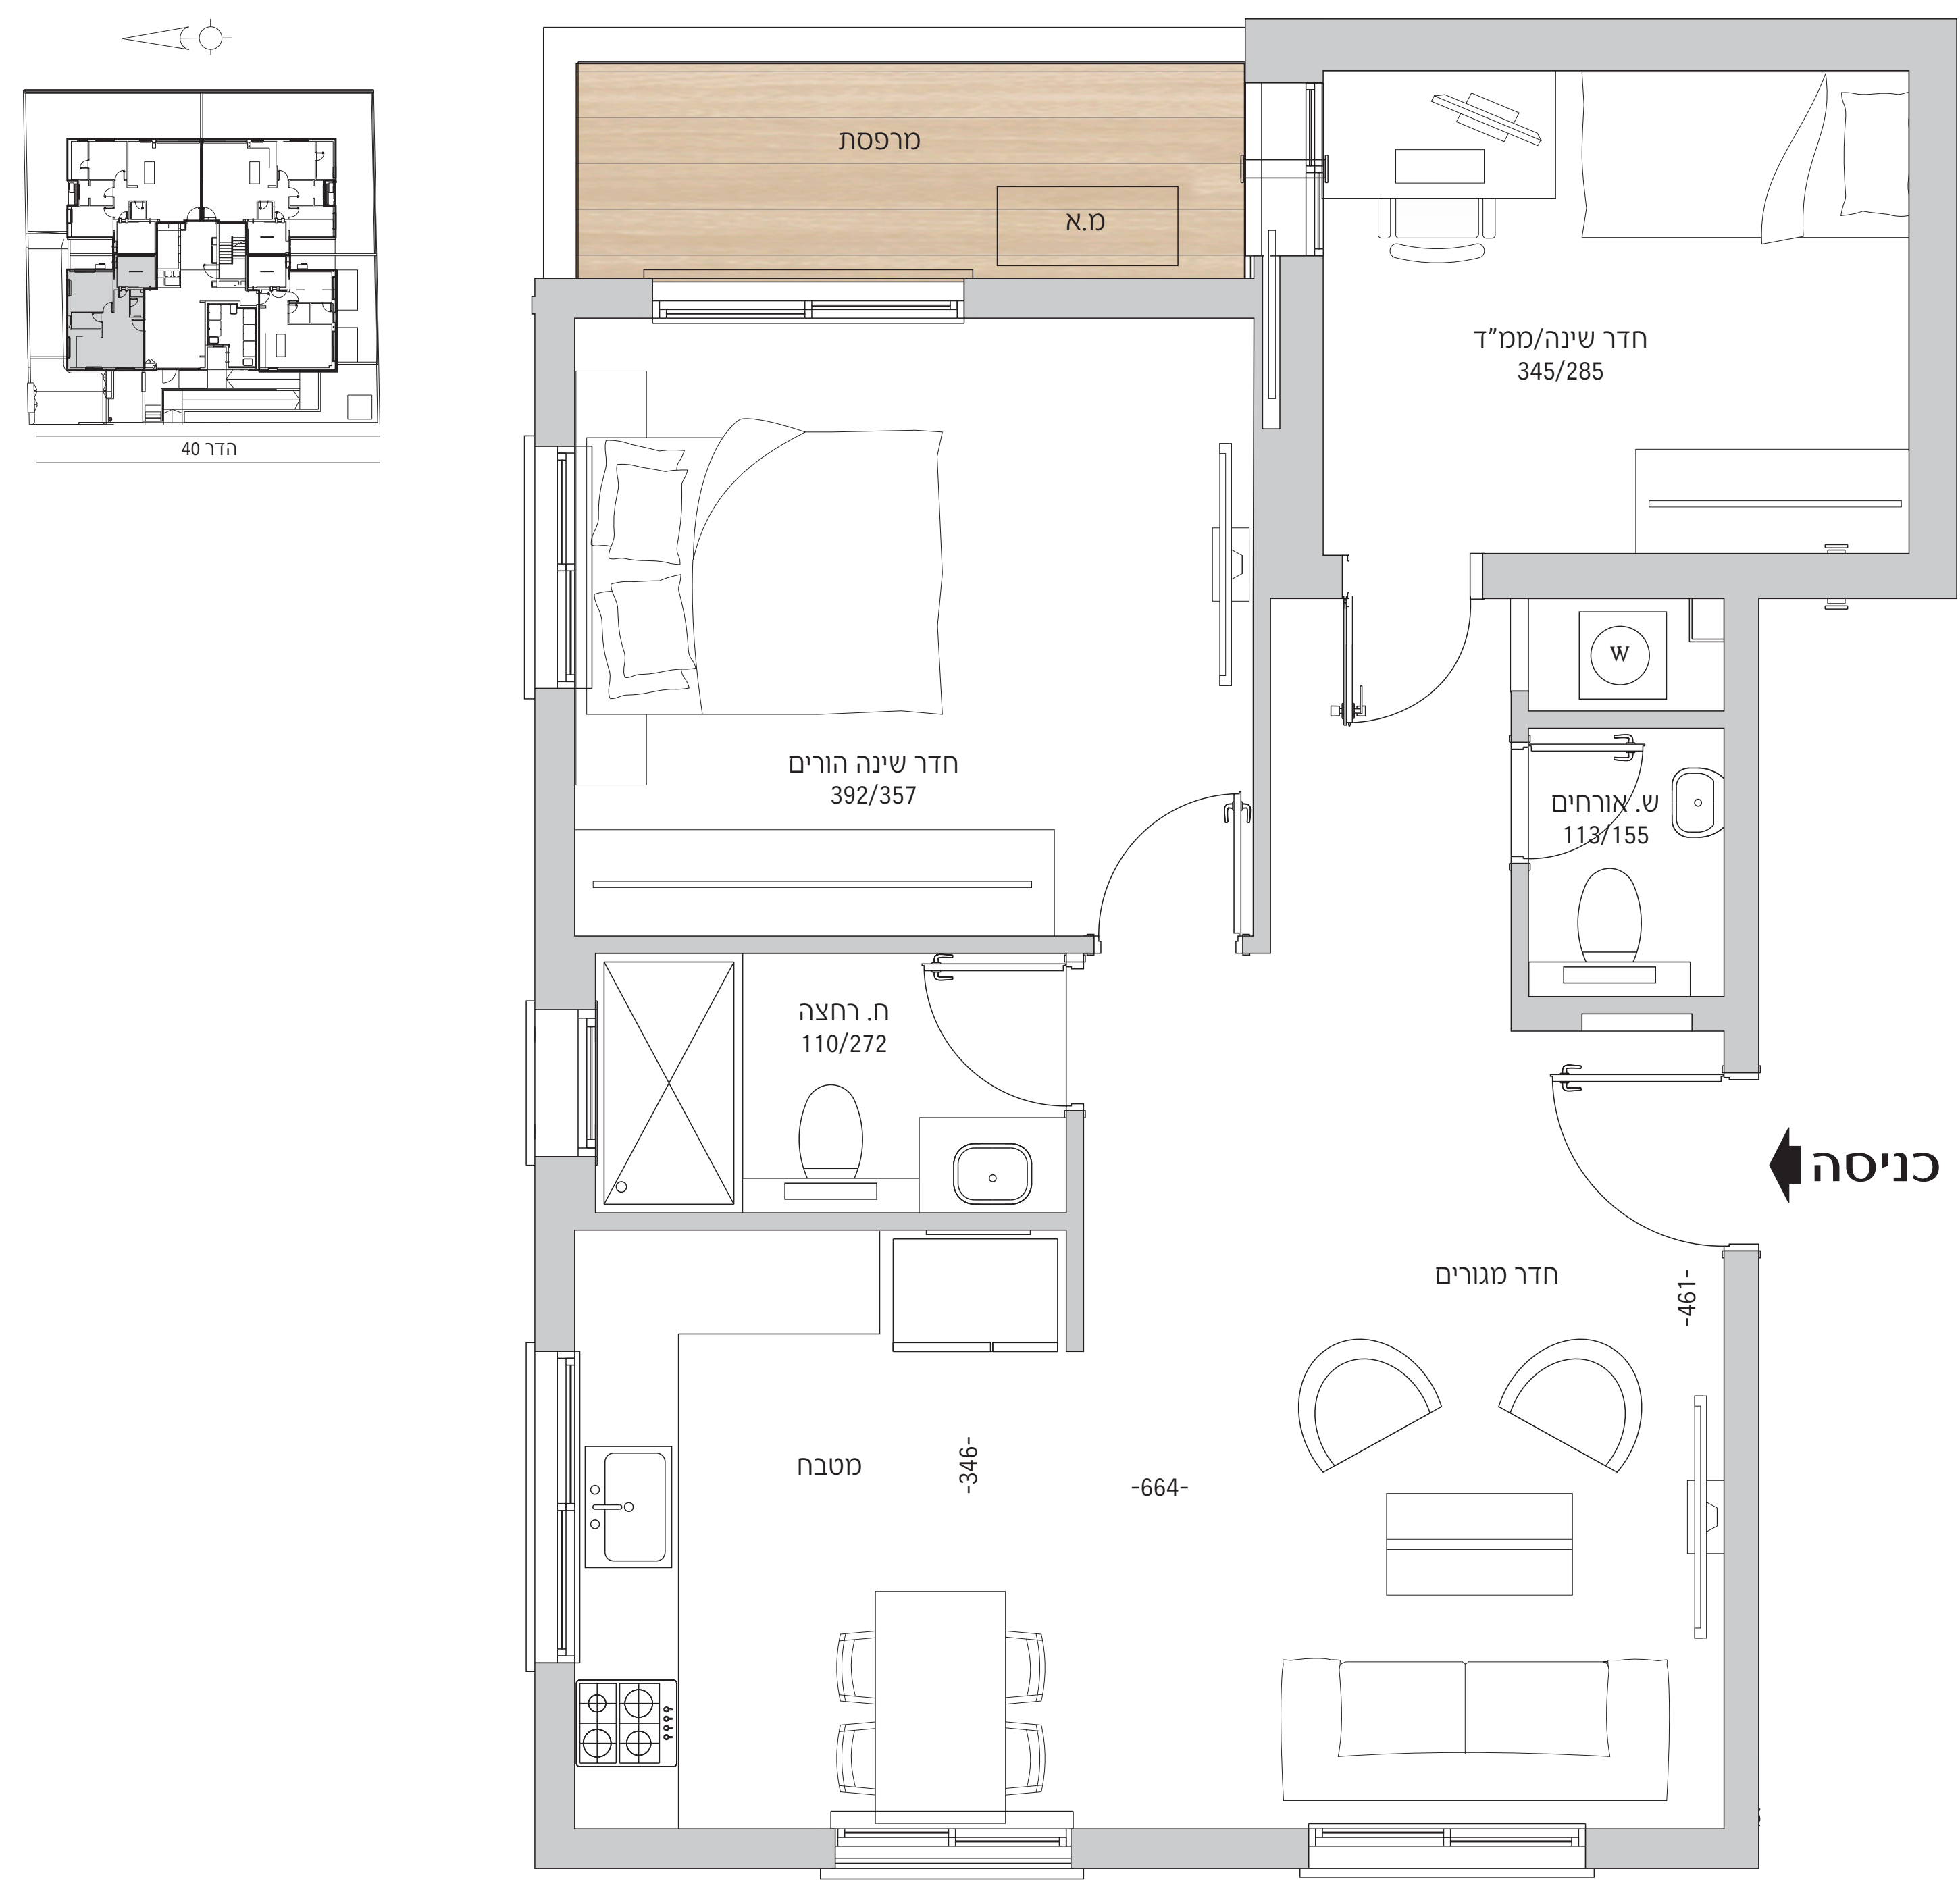 הדר 40
מרפסת
מ.א
חדר שינה/ממ"ד
345/285
W
חדר שינה הורים
392/357
ש. אורחים
113/155
ח. רחצה
110/272
כניסה
חדר מגורים
-461-
מטבח
-346-
-664-